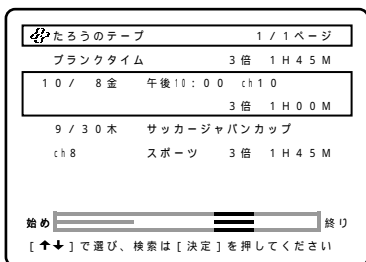 たろうのテープ 1/1ページ
ブランクタイム 3倍 1H45M
10/ 8金 午後10:00 ch10
3倍 1H00M
9/30木 サッカージャパンカップ
ch8 スポーツ 3倍 1H45M
始め 終り
[↑↓]で選び、検索は[決定]を押してください